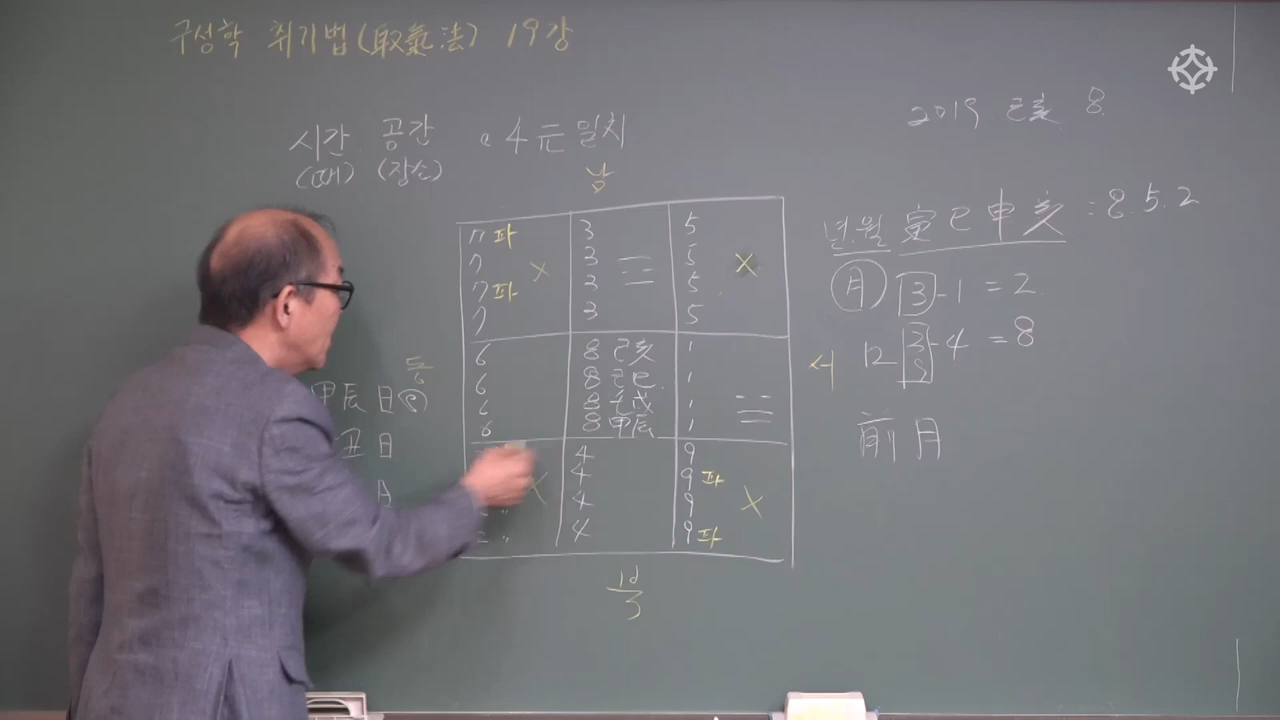 구성학 취기법(取氣法) 19강
2019 己亥 8
시간 공간 4元일치
(때) (장소)
남
7 파 3 5
7 3 5
7 파 3 5
7 3 5
6 8 己亥 1
6 8 己巳 1
6 8 壬戌 1
6 8 甲辰 1
4 9
4 9 파
4 9
4 9 파
동
서
북
甲辰 日
丑 日
日
년.월 寅巳申亥 : 8.5.2
月 3-1=2
12 3-4=8
前月